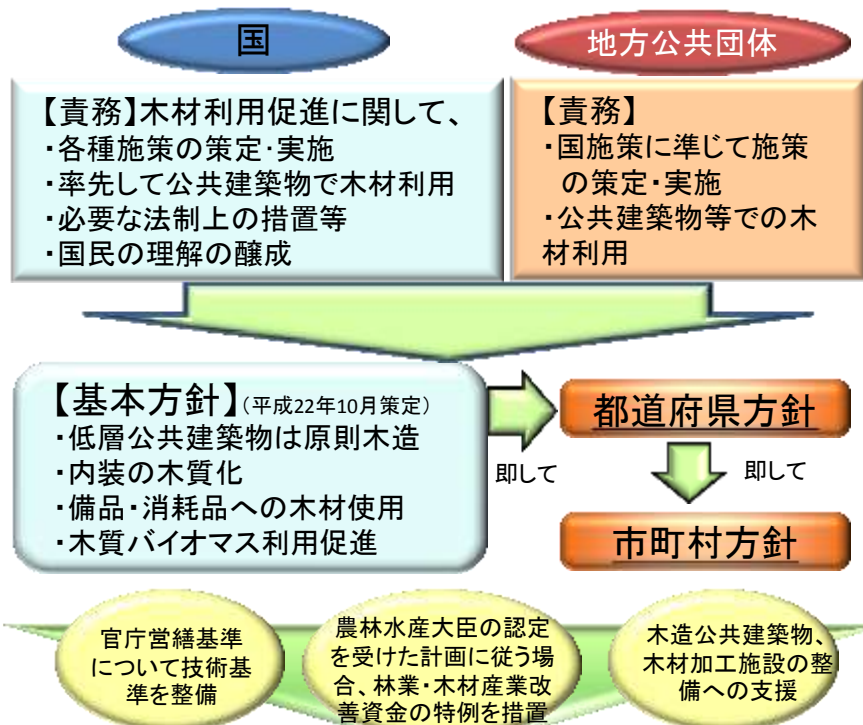 国
地方公共団体
【責務】木材利用促進に関して、
・各種施策の策定・実施
・率先して公共建築物で木材利用
・必要な法制上の措置等
・国民の理解の醸成
【責務】
・国施策に準じて施策
の策定・実施
・公共建築物等での木
材利用
【基本方針】(平成22年10月策定)
・低層公共建築物は原則木造
・内装の木質化
・備品・消耗品への木材使用
・木質バイオマス利用促進
即して
都道府県方針
即して
市町村方針
官庁営繕基準
について技術基
準を整備
農林水産大臣の認定
を受けた計画に従う場
合、林業・木材産業改
善資金の特例を措置
木造公共建築物、
木材加工施設の整
備への支援